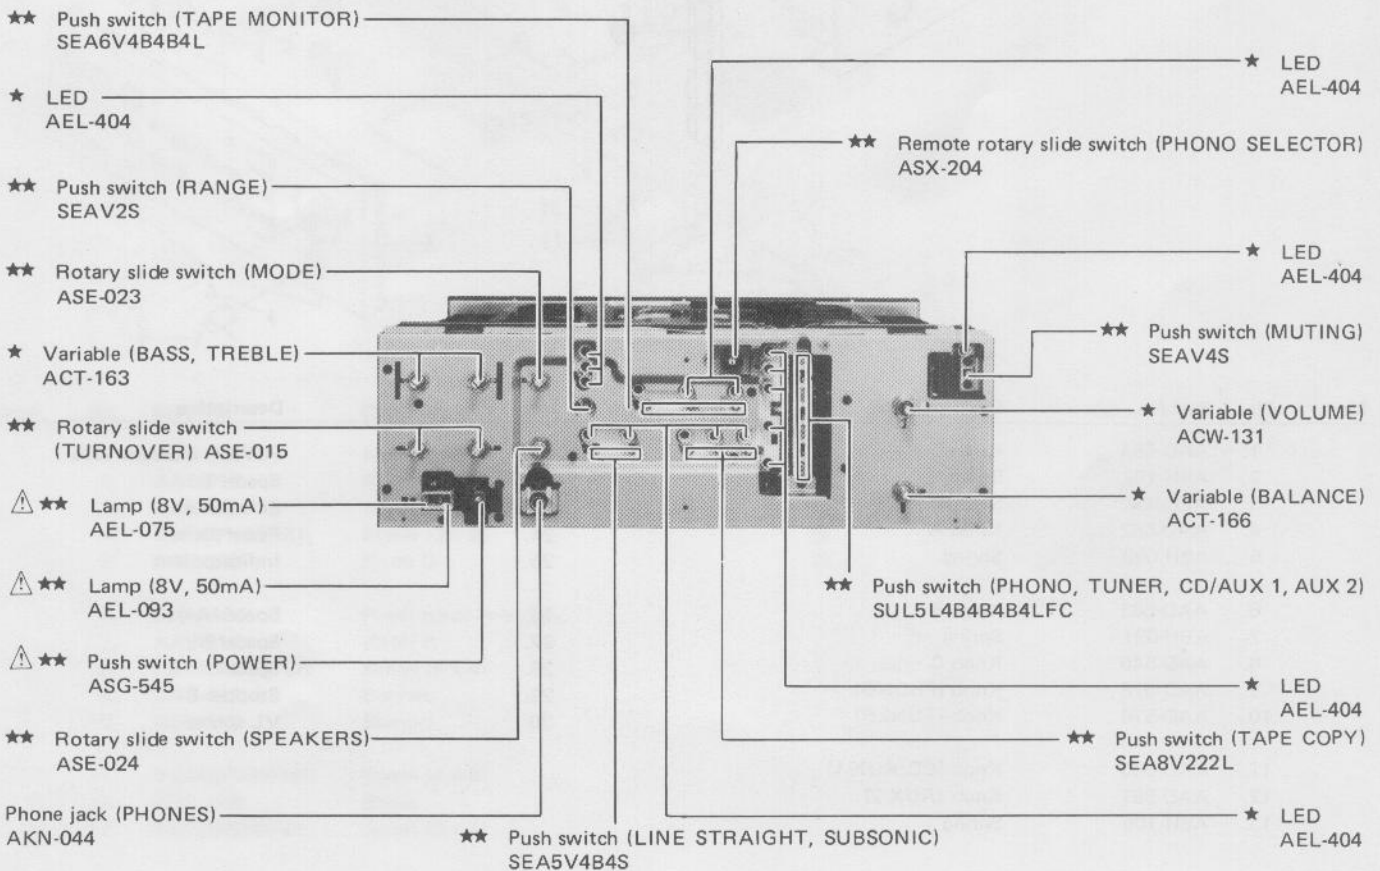 ★★ Push switch (TAPE MONITOR)
SEA6V4B4B4L
★ LED
AEL-404
★★ Push switch (RANGE)
SEAV2S
★★ Rotary slide switch (MODE)
ASE-023
★ Variable (BASS, TREBLE)
ACT-163
★★ Rotary slide switch
(TURNOVER) ASE-015
⚠ ★★ Lamp (8V, 50mA)
AEL-075
⚠ ★★ Lamp (8V, 50mA)
AEL-093
⚠ ★★ Push switch (POWER)
ASG-545
★★ Rotary slide switch (SPEAKERS)
ASE-024
Phone jack (PHONES)
AKN-044
★★ Push switch (LINE STRAIGHT, SUBSONIC)
SEA5V4B4S
★ LED
AEL-404
★★ Remote rotary slide switch (PHONO SELECTOR)
ASX-204
★ LED
AEL-404
★★ Push switch (MUTING)
SEAV4S
★ Variable (VOLUME)
ACW-131
★ Variable (BALANCE)
ACT-166
★★ Push switch (PHONO, TUNER, CD/AUX 1, AUX 2)
SUL5L4B4B4B4LFC
★ LED
AEL-404
★★ Push switch (TAPE COPY)
SEA8V222L
★ LED
AEL-404